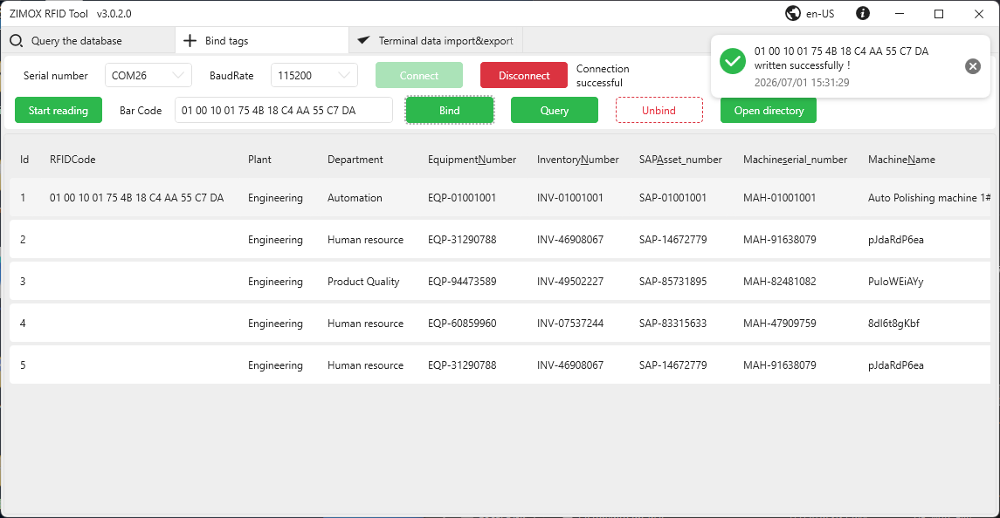 ZIMOX RFID Tool v3.0.2.0 en-US
Query the database Bind tags Terminal data import&export
01 00 10 01 75 4B 18 C4 AA 55 C7 DA
written successfully !
2026/07/01 15:31:29
Serial number COM26 BaudRate 115200 Connect Disconnect Connection
successful
Start reading Bar Code 01 00 10 01 75 4B 18 C4 AA 55 C7 DA Bind Query Unbind Open directory
Id RFIDCode Plant Department EquipmentNumber InventoryNumber SAPAsset_number Machineserial_number MachineName
1 01 00 10 01 75 4B 18 C4 AA 55 C7 DA Engineering Automation EQP-01001001 INV-01001001 SAP-01001001 MAH-01001001 Auto Polishing machine 1#
2 Engineering Human resource EQP-31290788 INV-46908067 SAP-14672779 MAH-91638079 pJdaRdP6ea
3 Engineering Product Quality EQP-94473589 INV-49502227 SAP-85731895 MAH-82481082 PuloWEiAYy
4 Engineering Human resource EQP-60859960 INV-07537244 SAP-83315633 MAH-47909759 8dl6t8gKbf
5 Engineering Human resource EQP-31290788 INV-46908067 SAP-14672779 MAH-91638079 pJdaRdP6ea